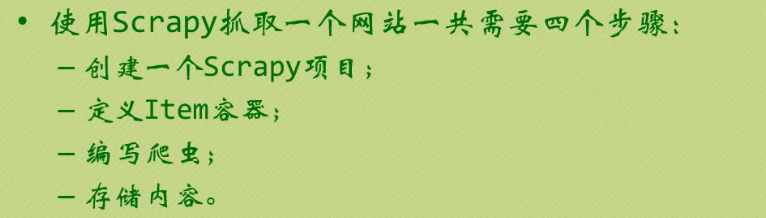 • 使用Scrapy抓取一个网站一共需要四个步骤：
– 创建一个Scrapy项目；
– 定义Item容器；
– 编写爬虫；
– 存储内容。